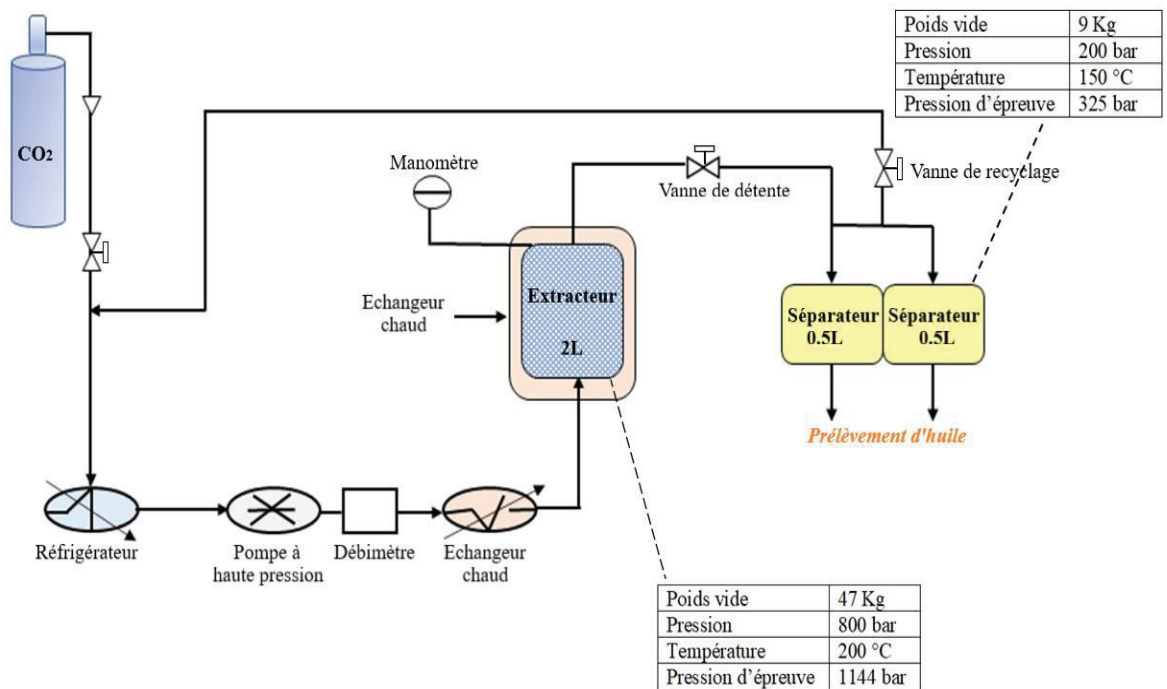 Poids vide 9 Kg
Pression 200 bar
Température 150 °C
Pression d'épreuve 325 bar
CO2
Manomètre
Vanne de détente
Vanne de recyclage
Echangeur
chaud
Extracteur
2L
Séparateur
0.5L
Séparateur
0.5L
Prélèvement d'huile
Réfrigérateur
Pompe à
haute pression
Débimètre
Echangeur
chaud
Poids vide 47 Kg
Pression 800 bar
Température 200 °C
Pression d'épreuve 1144 bar